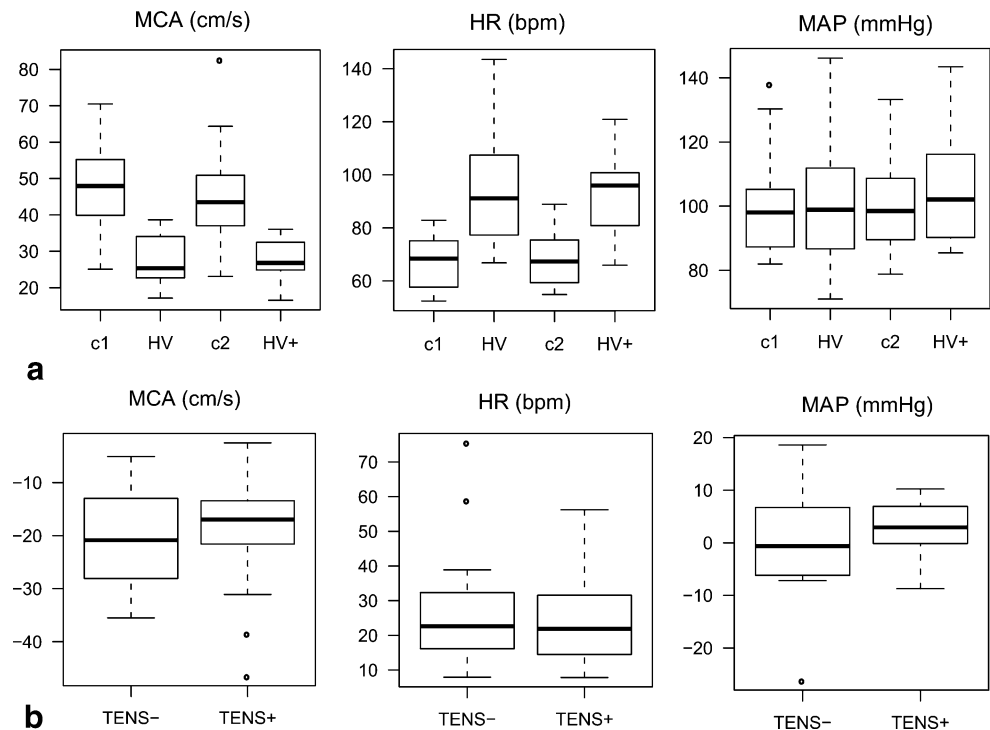 MCA (cm/s)
80
70
60
50
40
30
20
c1 HV c2 HV+
HR (bpm)
140
120
100
80
60
c1 HV c2 HV+
MAP (mmHg)
140
120
100
80
c1 HV c2 HV+
a
MCA (cm/s)
−10
−20
−30
−40
TENS− TENS+
HR (bpm)
70
60
50
40
30
20
10
TENS− TENS+
MAP (mmHg)
20
10
0
−10
−20
TENS− TENS+
b